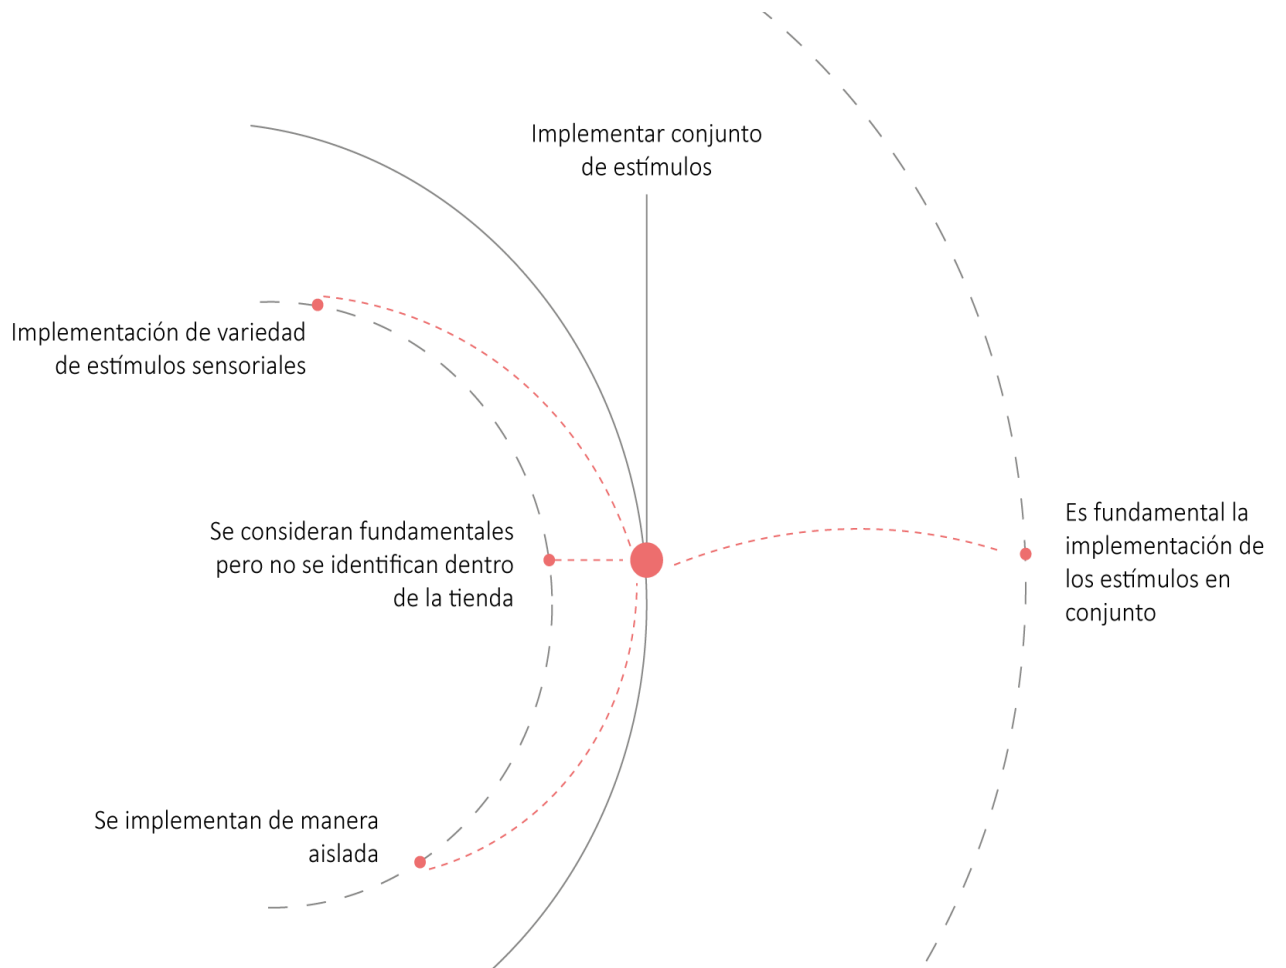 Implementar conjunto
de estímulos
Implementación de variedad
de estímulos sensoriales
Se consideran fundamentales
pero no se identifican dentro
de la tienda
Es fundamental la
implementación de
los estímulos en
conjunto
Se implementan de manera
aislada